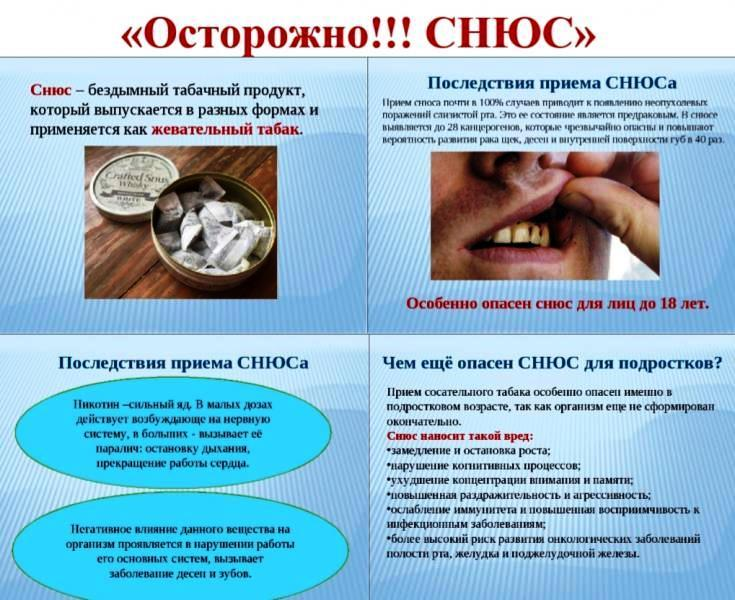 «Осторожно!!! СНЮС»
Снюс – бездымный табачный продукт,
который выпускается в разных формах и
применяется как жевательный табак.
Crafted Snus
Whisky
WHITE
Последствия приема СНЮСа
Прием снюса почти в 100% случаев приводит к появлению неопухолевых
поражений слизистой рта. Это ее состояние является предраковым. В снюсе
выявляется до 28 канцерогенов, которые чрезвычайно опасны и повышают
вероятность развития рака щек, десен и внутренней поверхности губ в 40 раз.
Особенно опасен снюс для лиц до 18 лет.
Последствия приема СНЮСа
Никотин –сильный яд. В малых дозах
действует возбуждающе на нервную
систему, в больших - вызывает её
паралич: остановку дыхания,
прекращение работы сердца.
Негативное влияние данного вещества на
организм проявляется в нарушении работы
его основных систем, вызывает
заболевание десен и зубов.
Чем ещё опасен СНЮС для подростков?
Прием сосательного табака особенно опасен именно в
подростковом возрасте, так как организм еще не сформирован
окончательно.
Снюс наносит такой вред:
•замедление и остановка роста;
•нарушение когнитивных процессов;
•ухудшение концентрации внимания и памяти;
•повышенная раздражительность и агрессивность;
•ослабление иммунитета и повышенная восприимчивость к
инфекционным заболеваниям;
•более высокий риск развития онкологических заболеваний
полости рта, желудка и поджелудочной железы.